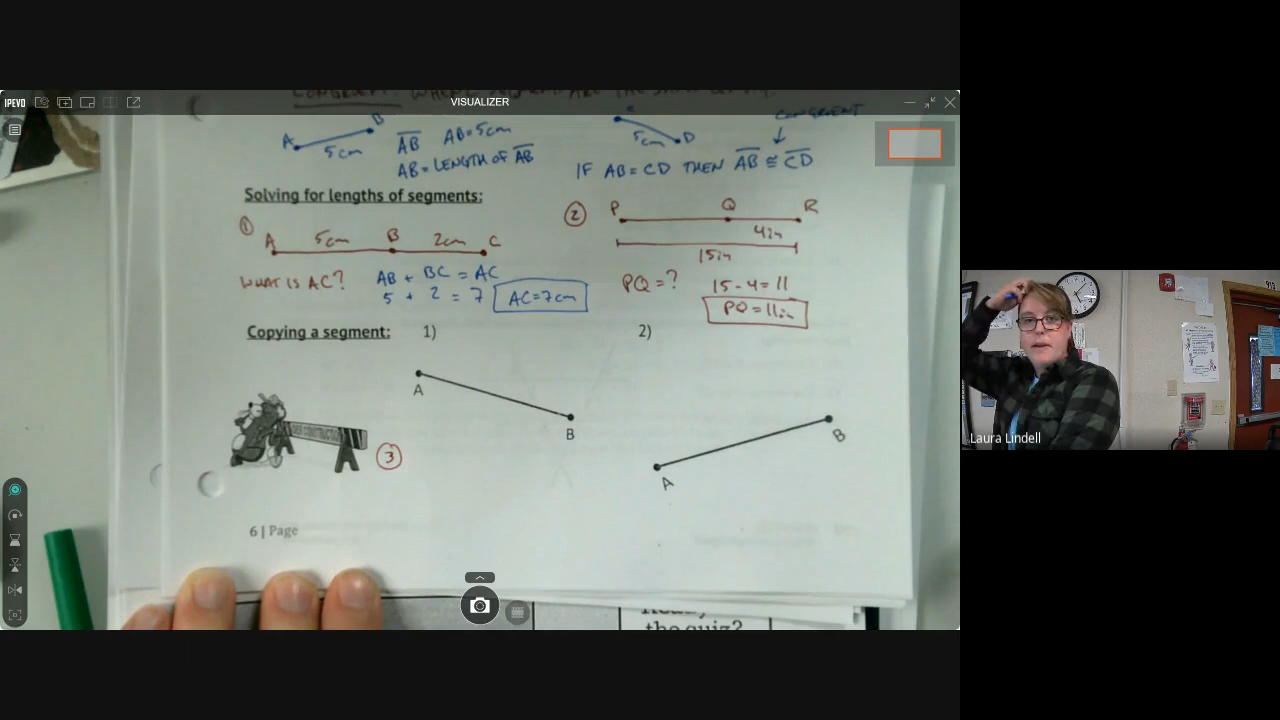 IPEVO
VISUALIZER
CONGRUENT
A
B
5cm
AB AB=5cm
AB=LENGTH OF AB
C
D
5cm
IF AB=CD THEN AB ≅ CD
Solving for lengths of segments:
1
A 5cm B 2cm C
WHAT IS AC?
AB + BC = AC
5 + 2 = 7
AC=7cm
2
P Q R
4in
15in
PQ=?
15-4=11
PQ=11in
Copying a segment: 1) 2)
A
B
A
B
3
6 | Page
the quiz?
Laura Lindell